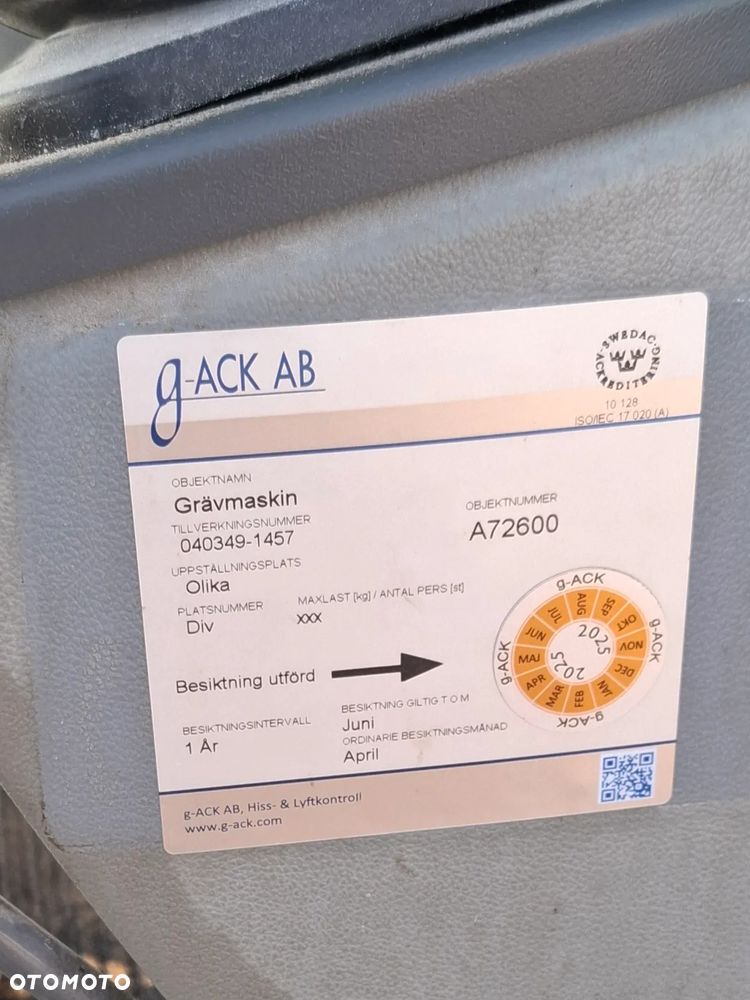 g-ACK AB
SWEDAC ACKREDITERING
10 128
ISO/IEC 17 020 (A)
OBJEKTNAMN
Grävmaskin
OBJEKTNUMMER
A72600
TILLVERKNINGSNUMMER
040349-1457
UPPSTÄLLNINGSPLATS
Olika
PLATSNUMMER
Div
MAXLAST [kg] / ANTAL PERS [st]
xxx
Besiktning utförd
g-ACK
g-ACK
g-ACK
g-ACK
JAN
FEB
MAR
APR
MAJ
JUN
JUL
AUG
SEP
OKT
NOV
DEC
2025
2025
BESIKTNINGSINTERVALL
1 År
BESIKTNING GILTIG T O M
Juni
ORDINARIE BESIKTNINGSMÅNAD
April
g-ACK AB, Hiss- & Lyftkontroll
www.g-ack.com
OTOMOTO